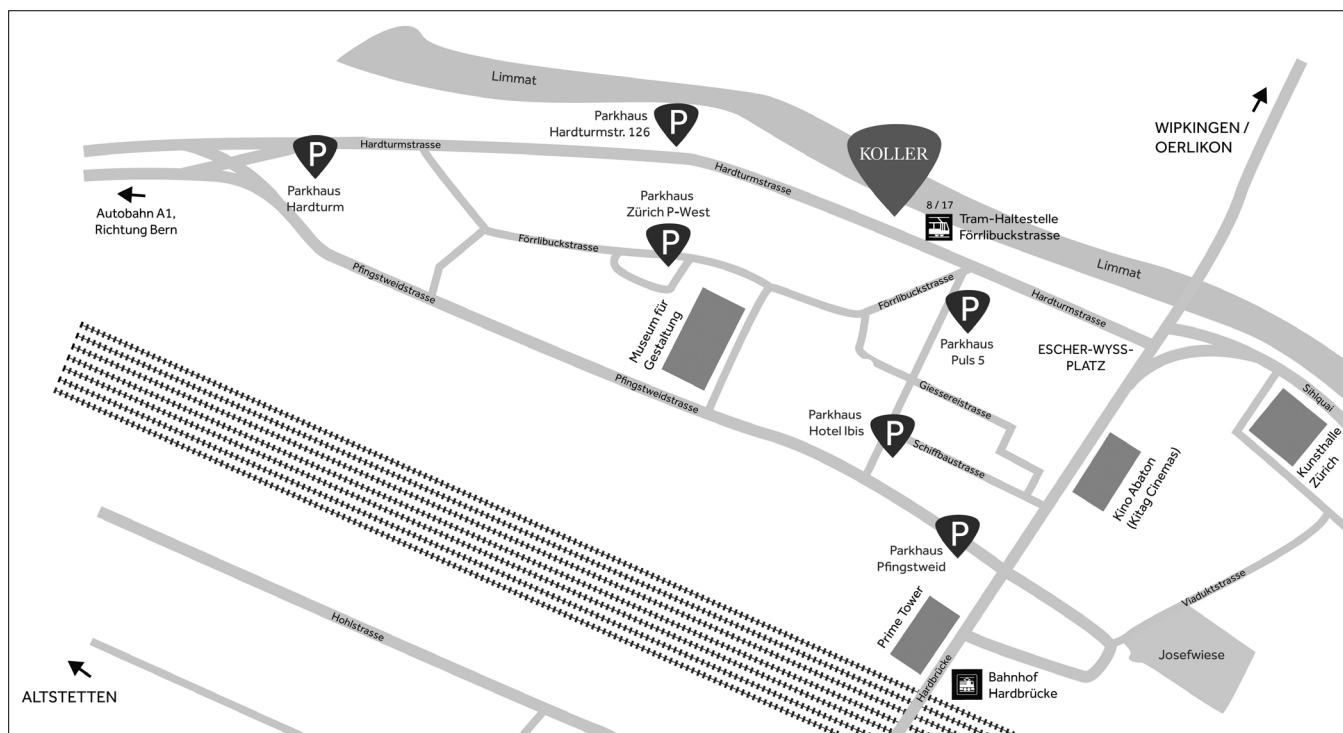 Limmat
Parkhaus
Hardturmstr. 126
P
KOLLER
WIPKINGEN /
OERLIKON
P
Hardturmstrasse
Hardturmstrasse
Parkhaus
Hardturm
Autobahn A1,
Richtung Bern
Parkhaus
Zürich P-West
P
8 / 17
Tram-Haltestelle
Förrlibuckstrasse
Förrlibuckstrasse
Limmat
Pfingstweidstrasse
Förrlibuckstrasse
Hardturmstrasse
P
Parkhaus
Puls 5
Museum für
Gestaltung
ESCHER-WYSS-
PLATZ
Pfingstweidstrasse
Giessereistrasse
Sihlquai
Parkhaus
Hotel Ibis
P
Schiffbaustrasse
Kino Abaton
(Kitag Cinemas)
Kunsthalle
Zürich
P
Parkhaus
Pfingstweid
Viaduktstrasse
Prime Tower
Hohlstrasse
Josefwiese
Hardbrücke
Bahnhof
Hardbrücke
ALTSTETTEN